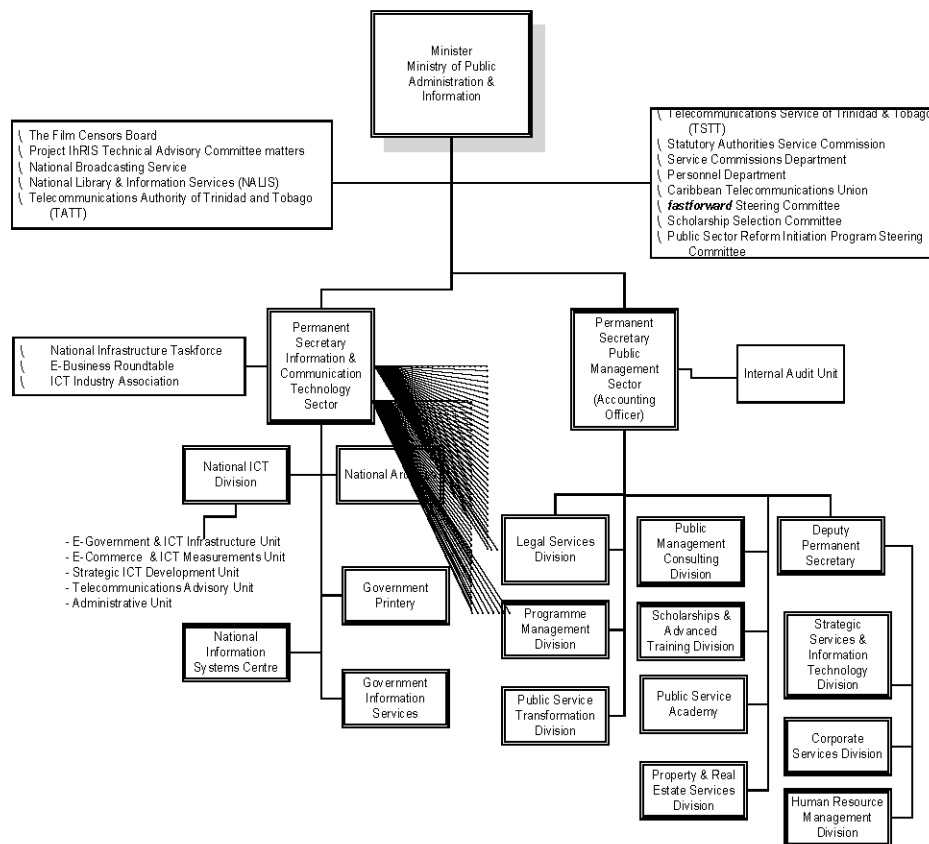 Minister
Ministry of Public
Administration &
Information
The Film Censors Board
Project IhRIS Technical Advisory Committee matters
National Broadcasting Service
National Library & Information Services (NALIS)
Telecommunications Authority of Trinidad and Tobago
(TATT)
Telecommunications Service of Trinidad & Tobago
(TSTT)
Statutory Authorities Service Commission
Service Commissions Department
Personnel Department
Caribbean Telecommunications Union
fastforward Steering Committee
Scholarship Selection Committee
Public Sector Reform Initiation Program Steering
Committee
National Infrastructure Taskforce
E-Business Roundtable
ICT Industry Association
Permanent
Secretary
Information &
Communication
Technology
Sector
Permanent
Secretary
Public
Management
Sector
(Accounting
Officer)
Internal Audit Unit
National ICT
Division
National
- E-Government & ICT Infrastructure Unit
- E-Commerce & ICT Measurements Unit
- Strategic ICT Development Unit
- Telecommunications Advisory Unit
- Administrative Unit
Government
Printery
National
Information
Systems Centre
Government
Information
Services
Legal Services
Division
Public
Management
Consulting
Division
Deputy
Permanent
Secretary
Programme
Management
Division
Scholarships &
Advanced
Training Division
Strategic
Services &
Information
Technology
Division
Public Service
Transformation
Division
Public Service
Academy
Corporate
Services Division
Property & Real
Estate Services
Division
Human Resource
Management
Division